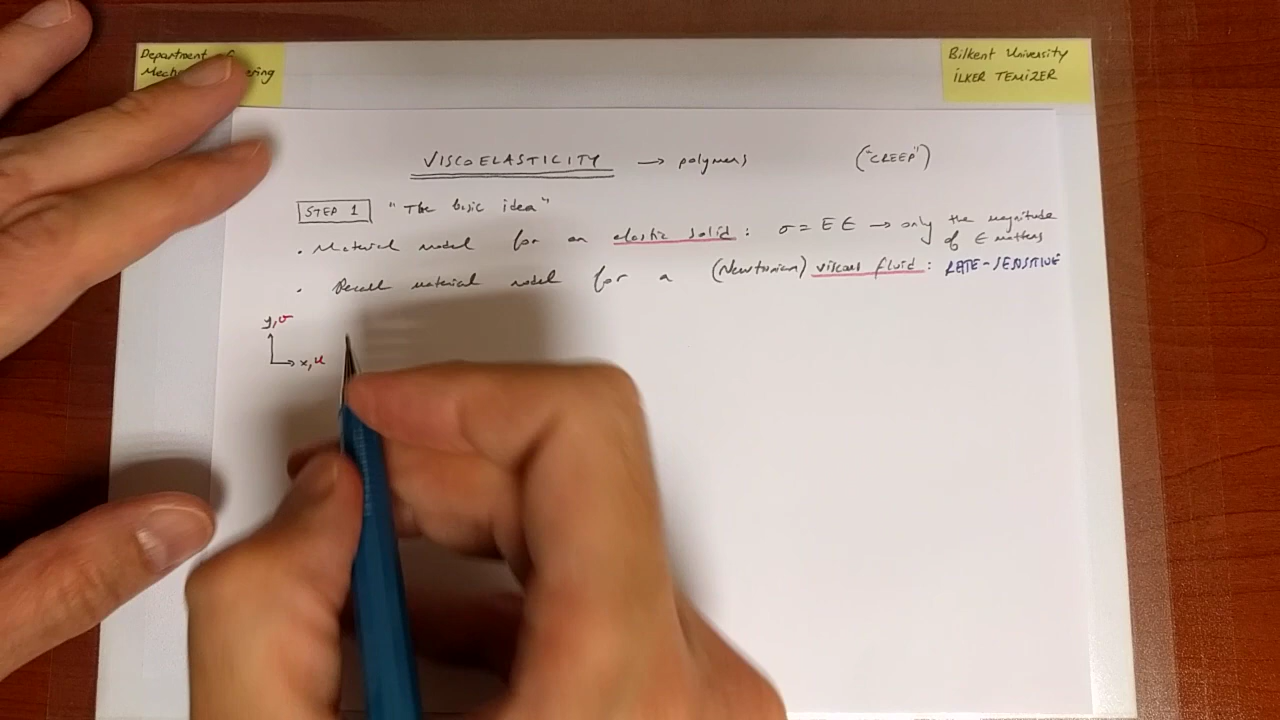 Department of
Mech ering
Bilkent University
İLKER TEMİZER
VISCOELASTICITY → polymers ("CREEP")
STEP 1 "The basic idea"
• Material model for an elastic solid : σ = E ϵ → only the magnitude of ϵ matters
• Recall material model for a (Newtonian) viscous fluid : RATE-SENSITIVE
y,v
x,u